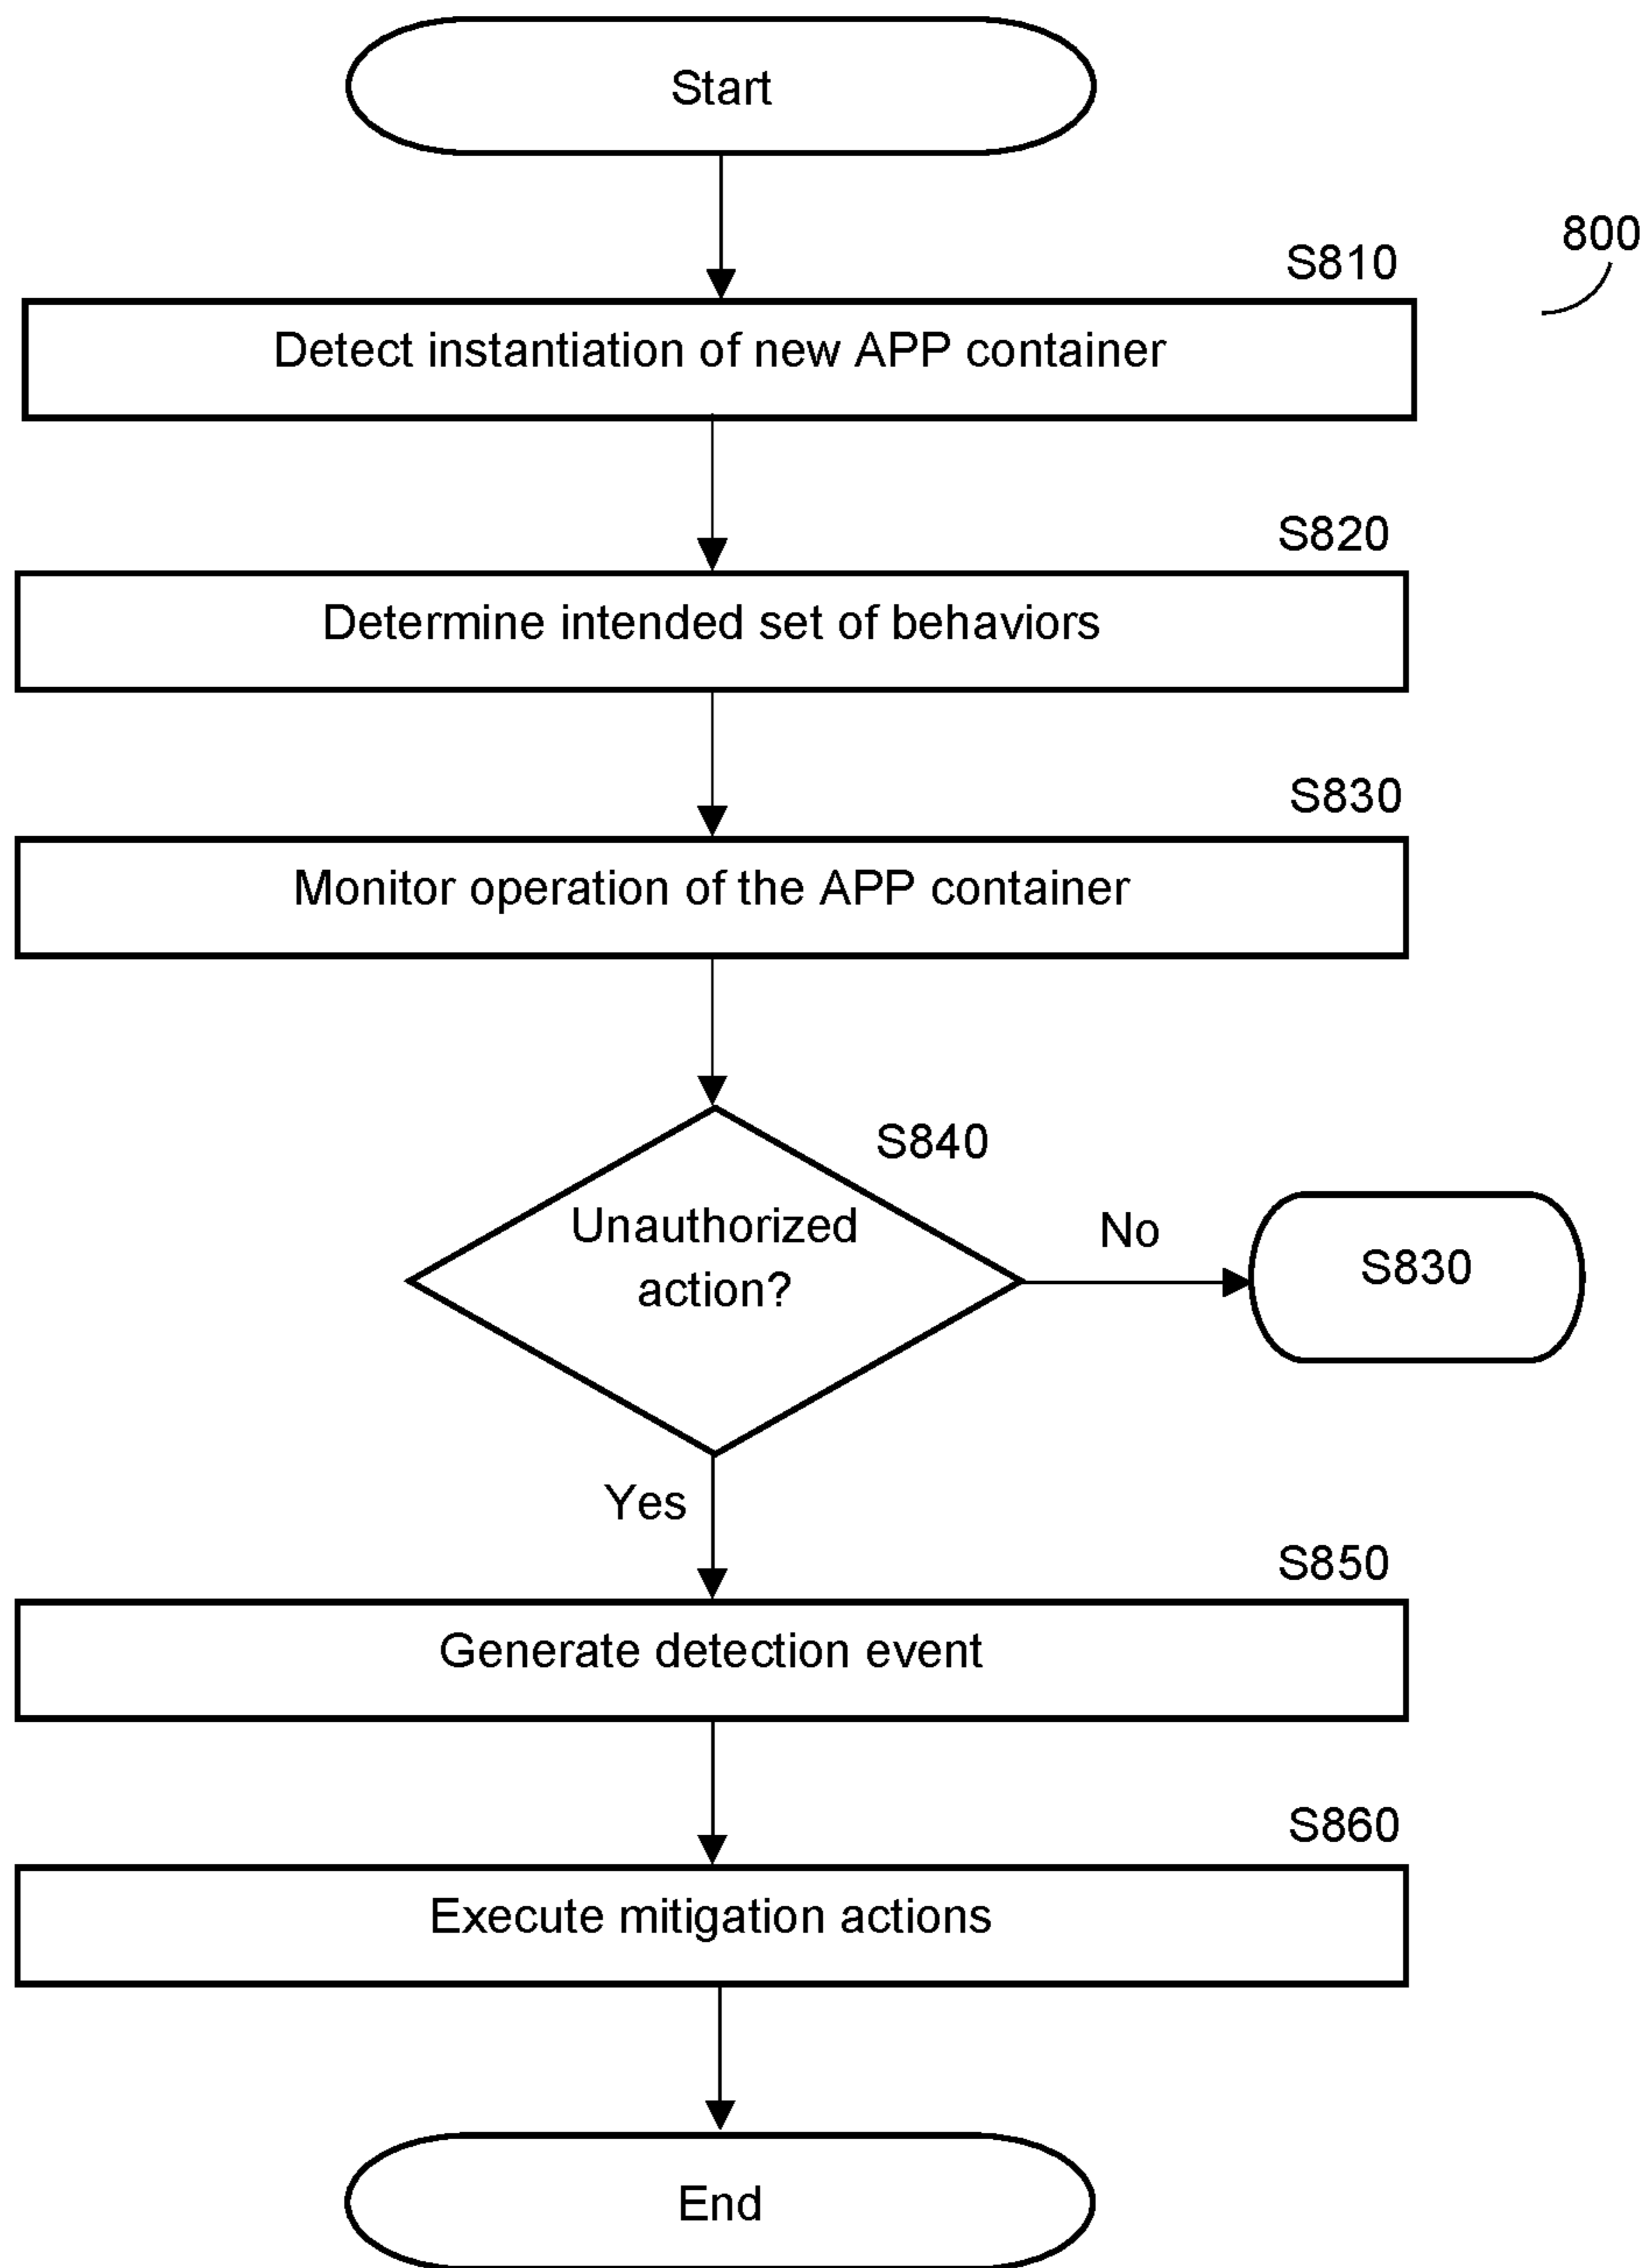 Start
800
S810
Detect instantiation of new APP container
S820
Determine intended set of behaviors
S830
Monitor operation of the APP container
S840
Unauthorized
action?
No
S830
Yes
S850
Generate detection event
S860
Execute mitigation actions
End